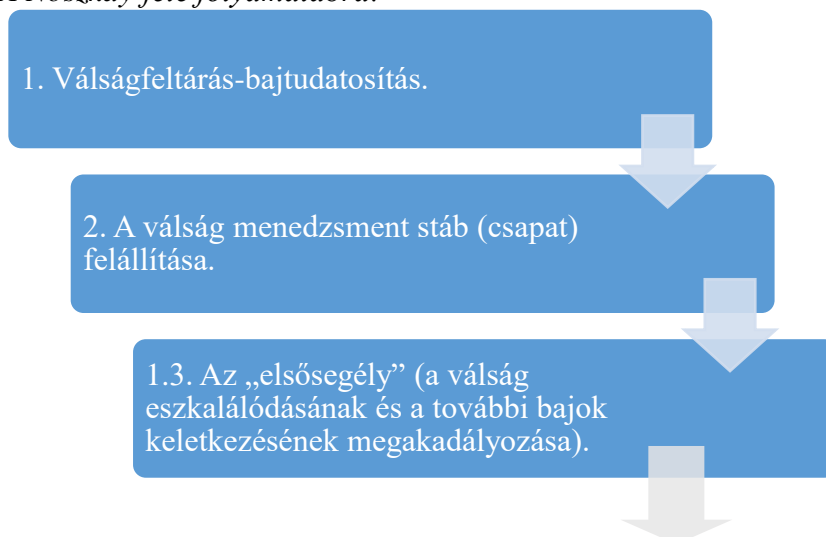 1. Válságfeltárás-bajtudatosítás.
2. A válság menedzsment stáb (csapat)
felállítása.
1.3. Az „elsősegély” (a válság
eszkalálódásának és a további bajok
keletkezésének megakadályozása).